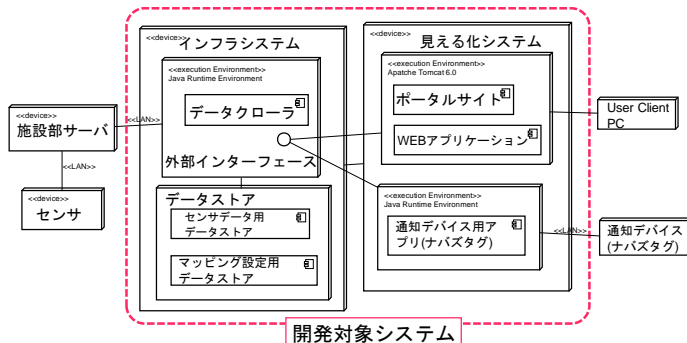 <<device>>
施設部サーバ
<<LAN>>
<<device>>
センサ
<<LAN>>
<<device>>
インフラシステム
<<execution Environment>>
Java Runtime Environment
データクローラ
外部インターフェース
データストア
センサデータ用
データストア
マッピング設定用
データストア
<<device>>
見える化システム
<<execution Environment>>
Apatche Tomcat 6.0
ポータルサイト
WEBアプリケーション
<<execution Environment>>
Java Runtime Environment
通知デバイス用ア
プリ(ナバズタグ)
User Client
PC
<<LAN>>
通知デバイス
(ナバズタグ)
開発対象システム